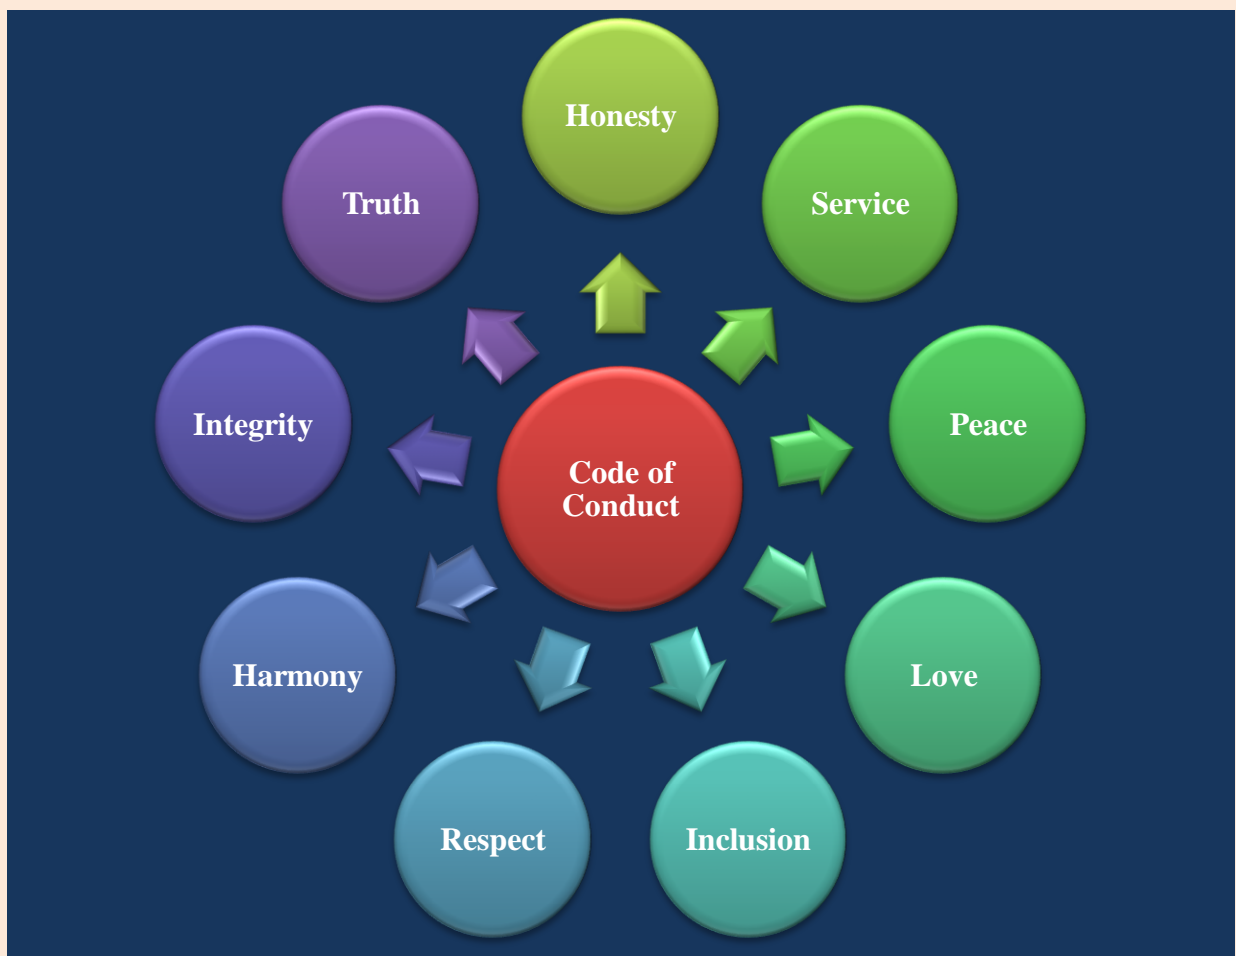 Honesty
Service
Peace
Love
Inclusion
Respect
Harmony
Integrity
Truth
Code of
Conduct